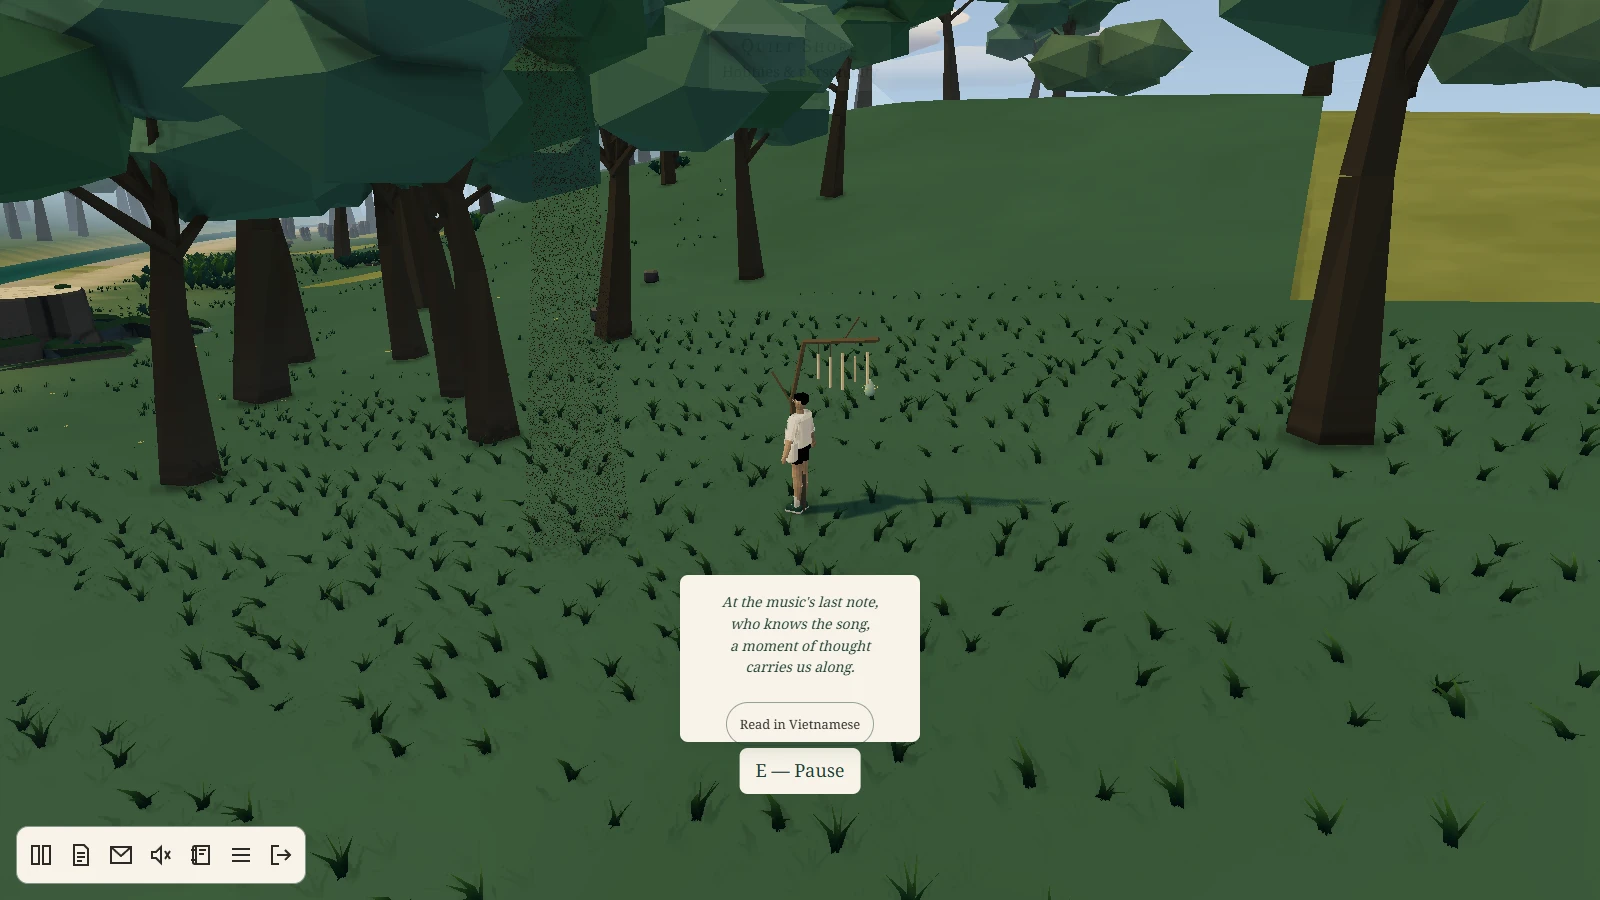 At the music's last note,
who knows the song,
a moment of thought
carries us along.
Read in Vietnamese
E — Pause